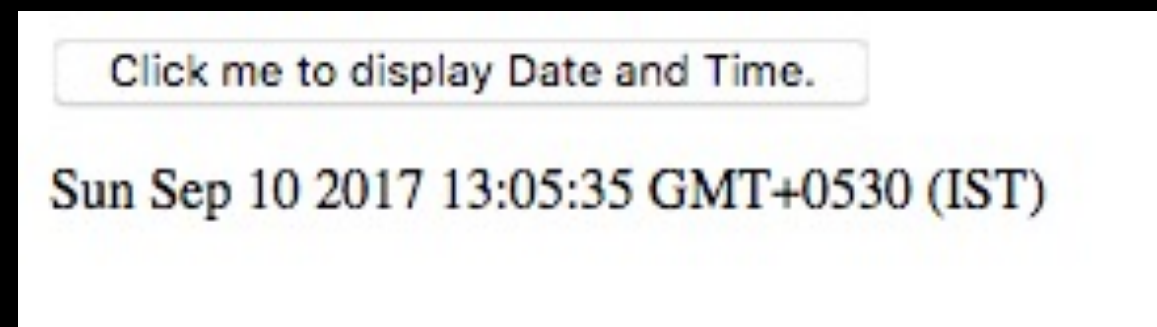 Click me to display Date and Time.
Sun Sep 10 2017 13:05:35 GMT+0530 (IST)